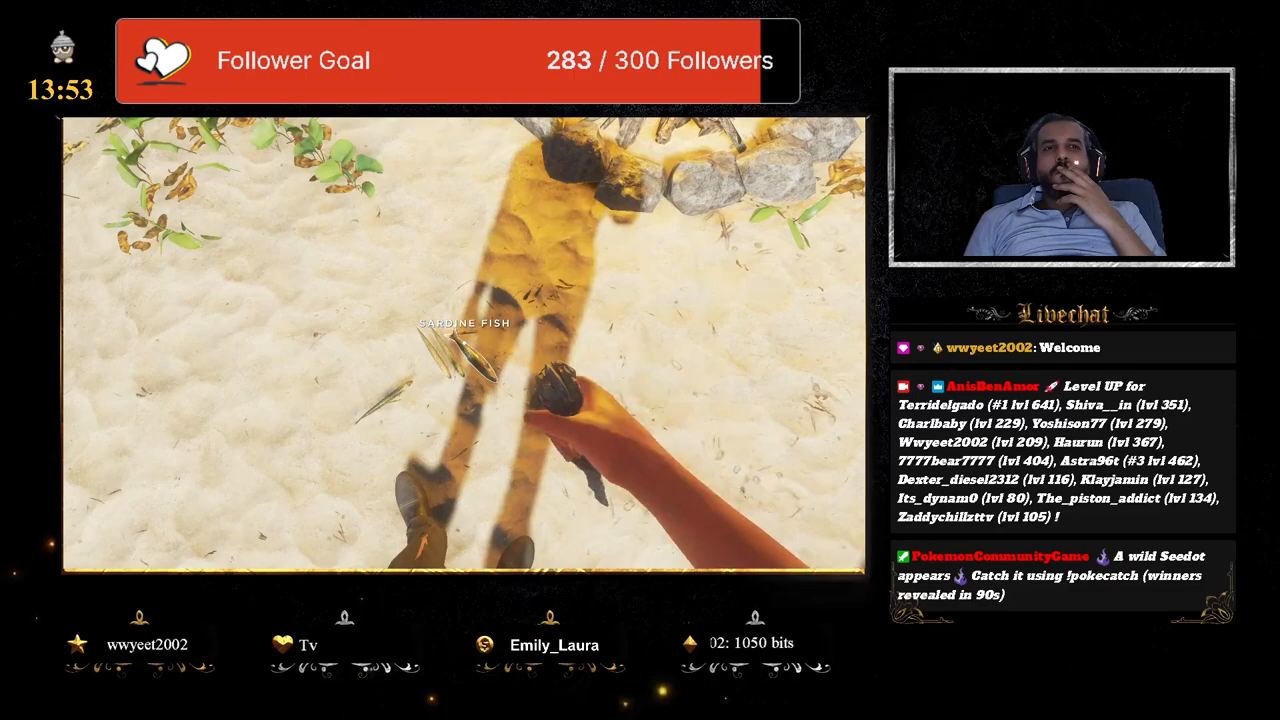 Follower Goal
283 / 300 Followers
13:53
SARDINE FISH
Livechat
wwyeet2002: Welcome
AnisBenAmor Level UP for
Terridelgado (#1 lvl 641), Shiva__in (lvl 351),
Charlbaby (lvl 229), Yoshison77 (lvl 279),
Wwyeet2002 (lvl 209), Haurun (lvl 367),
7777bear7777 (lvl 404), Astra96t (#3 lvl 462),
Dexter_diesel2312 (lvl 116), Klayjamin (lvl 127),
Its_dynam0 (lvl 80), The_piston_addict (lvl 134),
Zaddychillzttv (lvl 105) !
PokemonCommunityGame A wild Seedot
appears Catch it using !pokecatch (winners
revealed in 90s)
wwyeet2002
Tv
Emily_Laura
02: 1050 bits